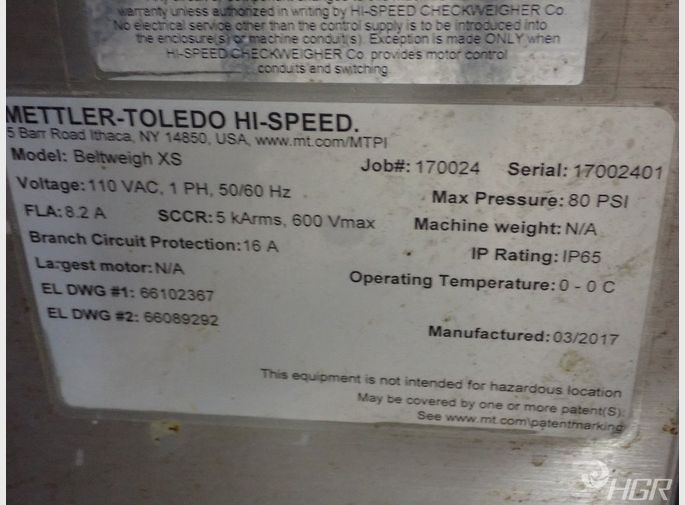 warranty unless authorized in writing by HI-SPEED CHECKWEIGHER Co.
No electrical service other than the control supply is to be introduced into
the enclosure(s) or machine conduit(s). Exception is made ONLY when
HI-SPEED CHECKWEIGHER Co. provides motor control
conduits and switching.
METTLER-TOLEDO HI-SPEED.
5 Barr Road Ithaca, NY 14850, USA, www.mt.com/MTPI
Model: Beltweigh XS
Job#: 170024 Serial: 17002401
Voltage: 110 VAC, 1 PH, 50/60 Hz
Max Pressure: 80 PSI
FLA: 8.2 A SCCR: 5 kArms, 600 Vmax
Machine weight: N/A
Branch Circuit Protection: 16 A
IP Rating: IP65
Largest motor: N/A
Operating Temperature: 0 - 0 C
EL DWG #1: 66102367
EL DWG #2: 66089292
Manufactured: 03/2017
This equipment is not intended for hazardous location
May be covered by one or more patent(S).
See www.mt.com\patentmarking
HGR